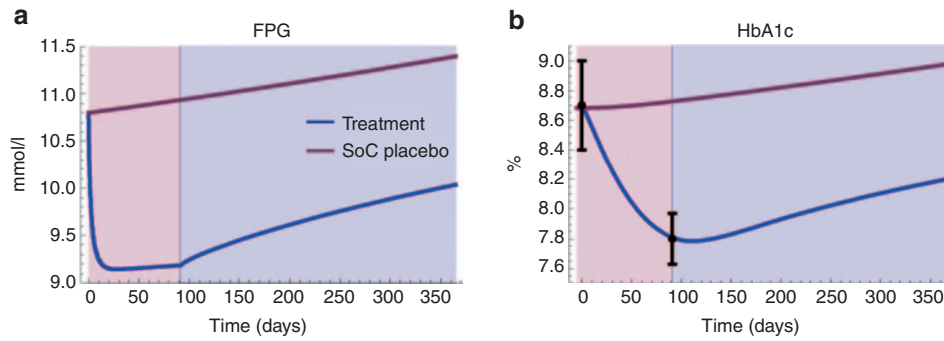 a
FPG
11.5
11.0
10.5
10.0
9.5
9.0
mmol/l
Treatment
SoC placebo
0 50 100 150 200 250 300 350
Time (days)
b
HbA1c
9.0
8.8
8.6
8.4
8.2
8.0
7.8
7.6
%
0 50 100 150 200 250 300 350
Time (days)